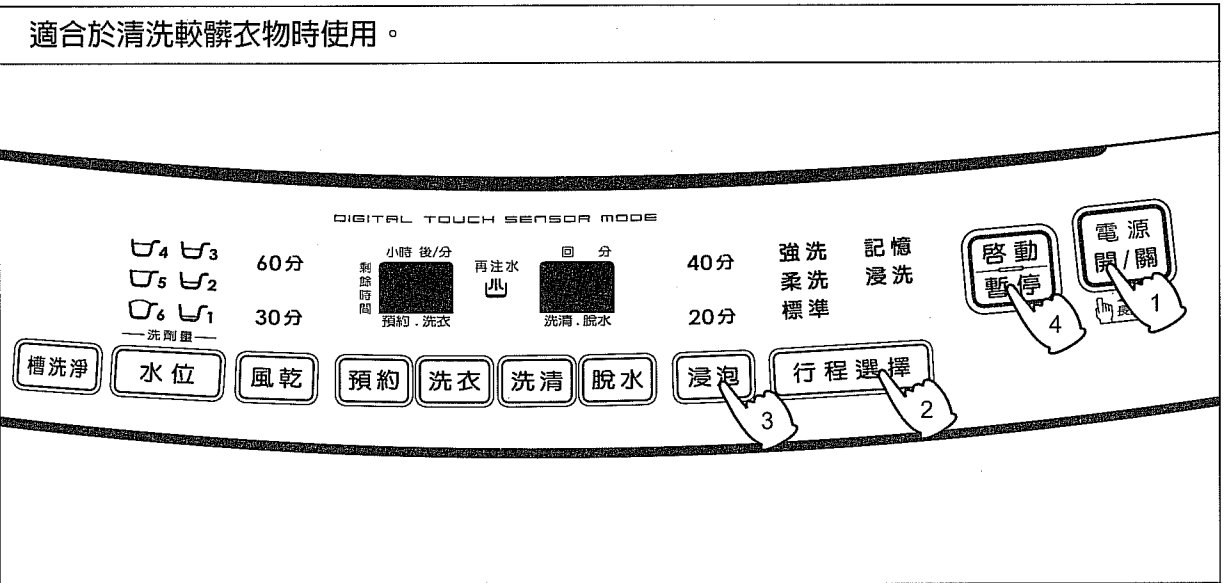 適合於清洗較髒衣物時使用。
DIGITAL TOUCH SENSOR MODE
4 3
5 2
6 1
洗劑量
60分
30分
剩餘時間
小時 後/分
預約.洗衣
再注水
回 分
洗清.脫水
40分
20分
強洗 記憶
柔洗 浸洗
標準
啓動
暫停
4
電源
開/關
1
槽洗淨
水位
風乾
預約
洗衣
洗清
脫水
浸泡
3
行程選擇
2